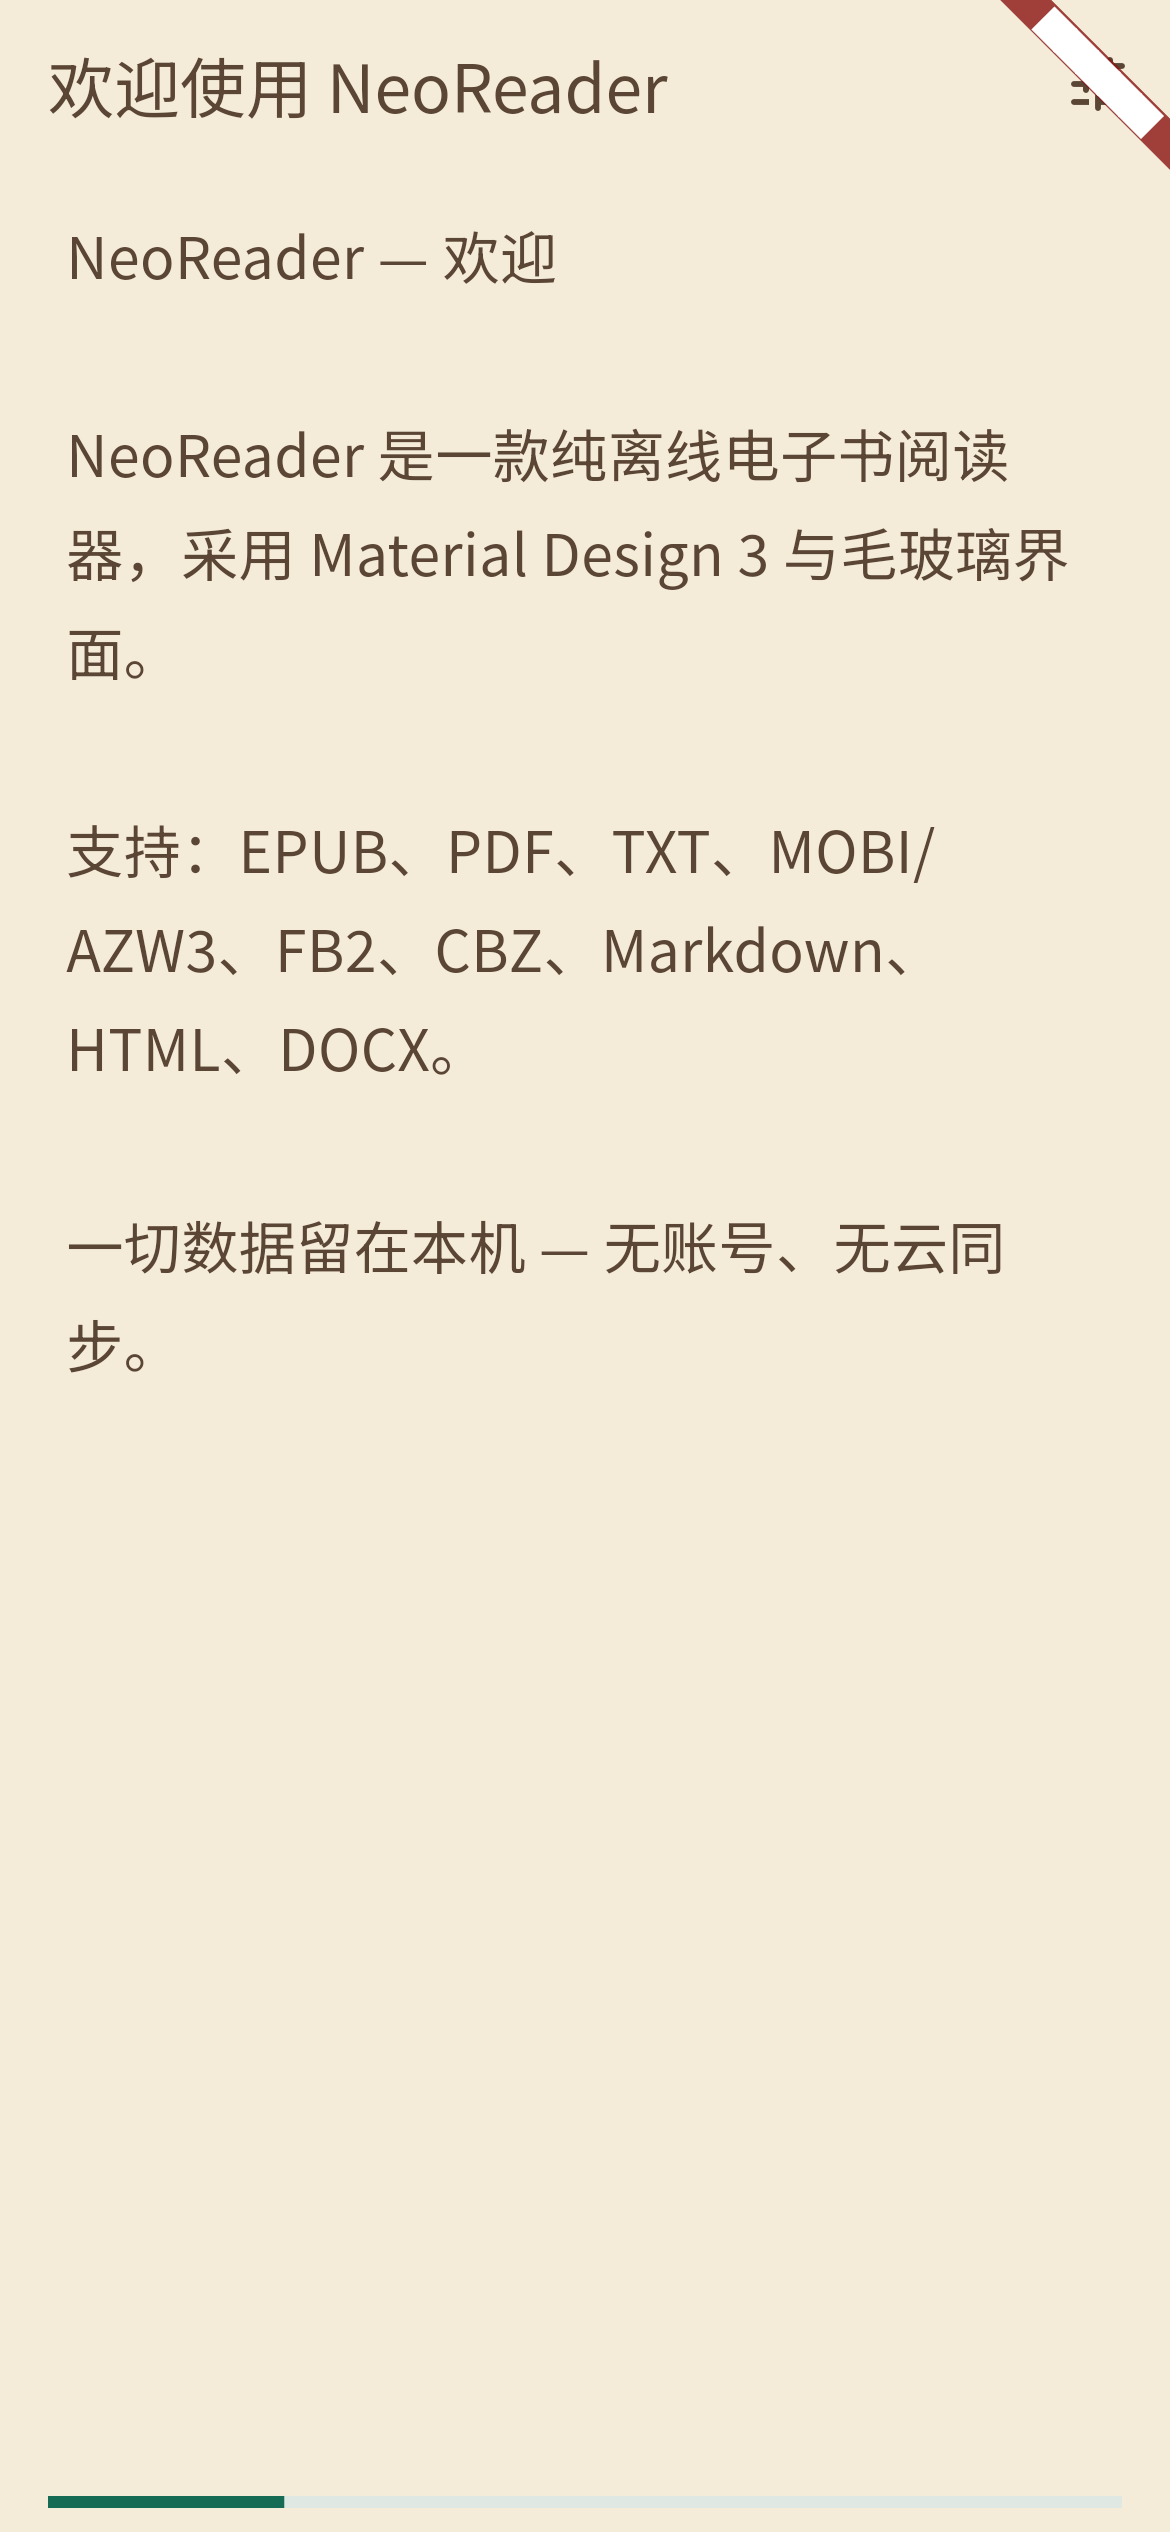 欢迎使用 NeoReader
NeoReader — 欢迎
NeoReader 是一款纯离线电子书阅读
器，采用 Material Design 3 与毛玻璃界
面。
支持：EPUB、PDF、TXT、MOBI/
AZW3、FB2、CBZ、Markdown、
HTML、DOCX。
一切数据留在本机 — 无账号、无云同
步。